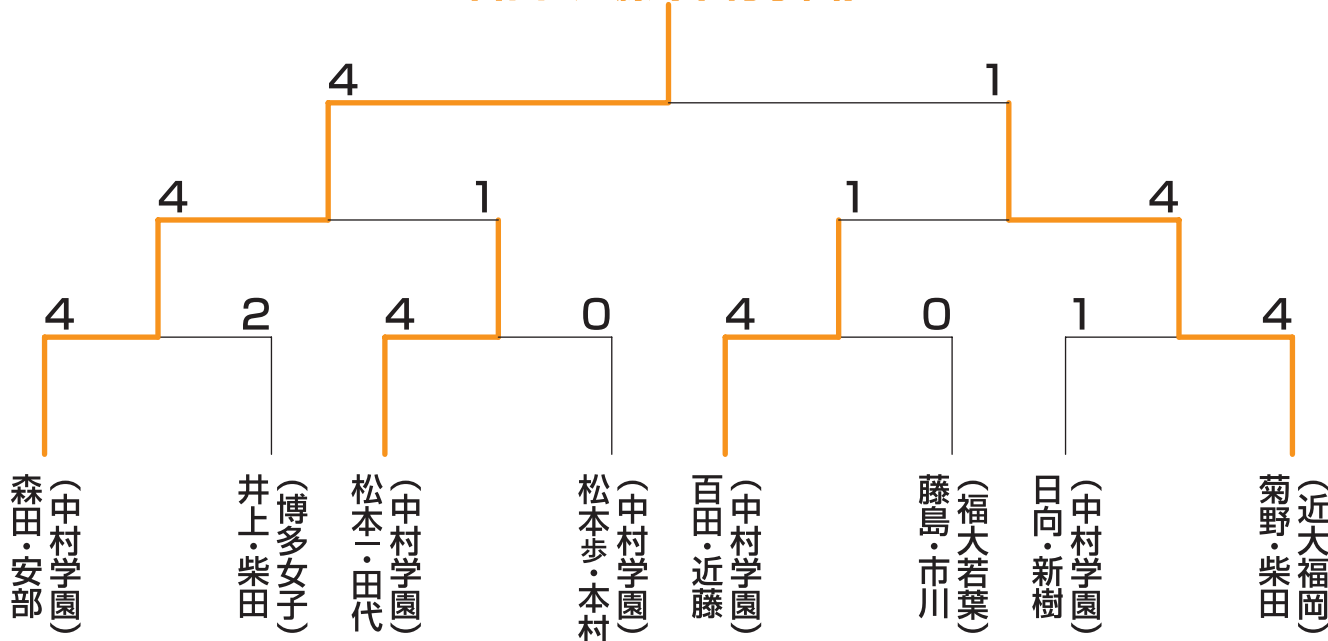 4 1
4 1 1 4
4 2 4 0 4 0 1 4
森田・安部
(中村学園)
井上・柴田
(博多女子)
松本一・田代
(中村学園)
松本歩・本村
(中村学園)
百田・近藤
(中村学園)
藤島・市川
(福大若葉)
日向・新樹
(中村学園)
菊野・柴田
(近大福岡)